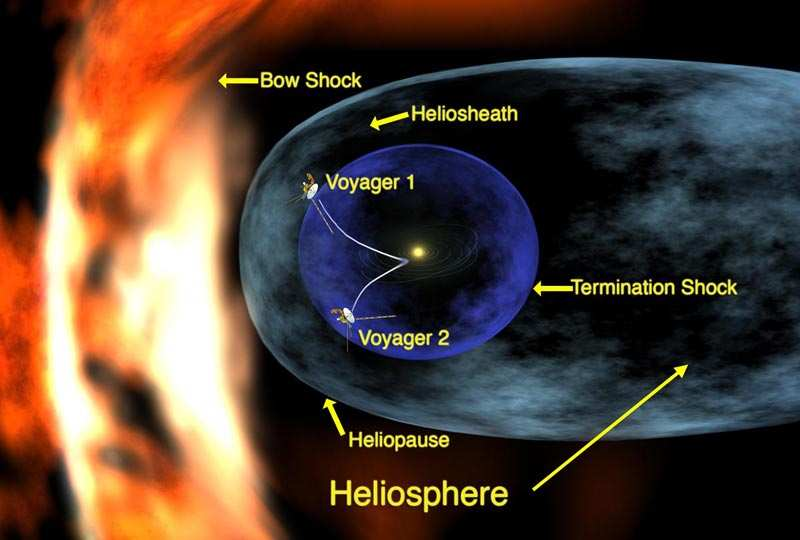 Bow Shock
Heliosheath
Voyager 1
Termination Shock
Voyager 2
Heliopause
Heliosphere